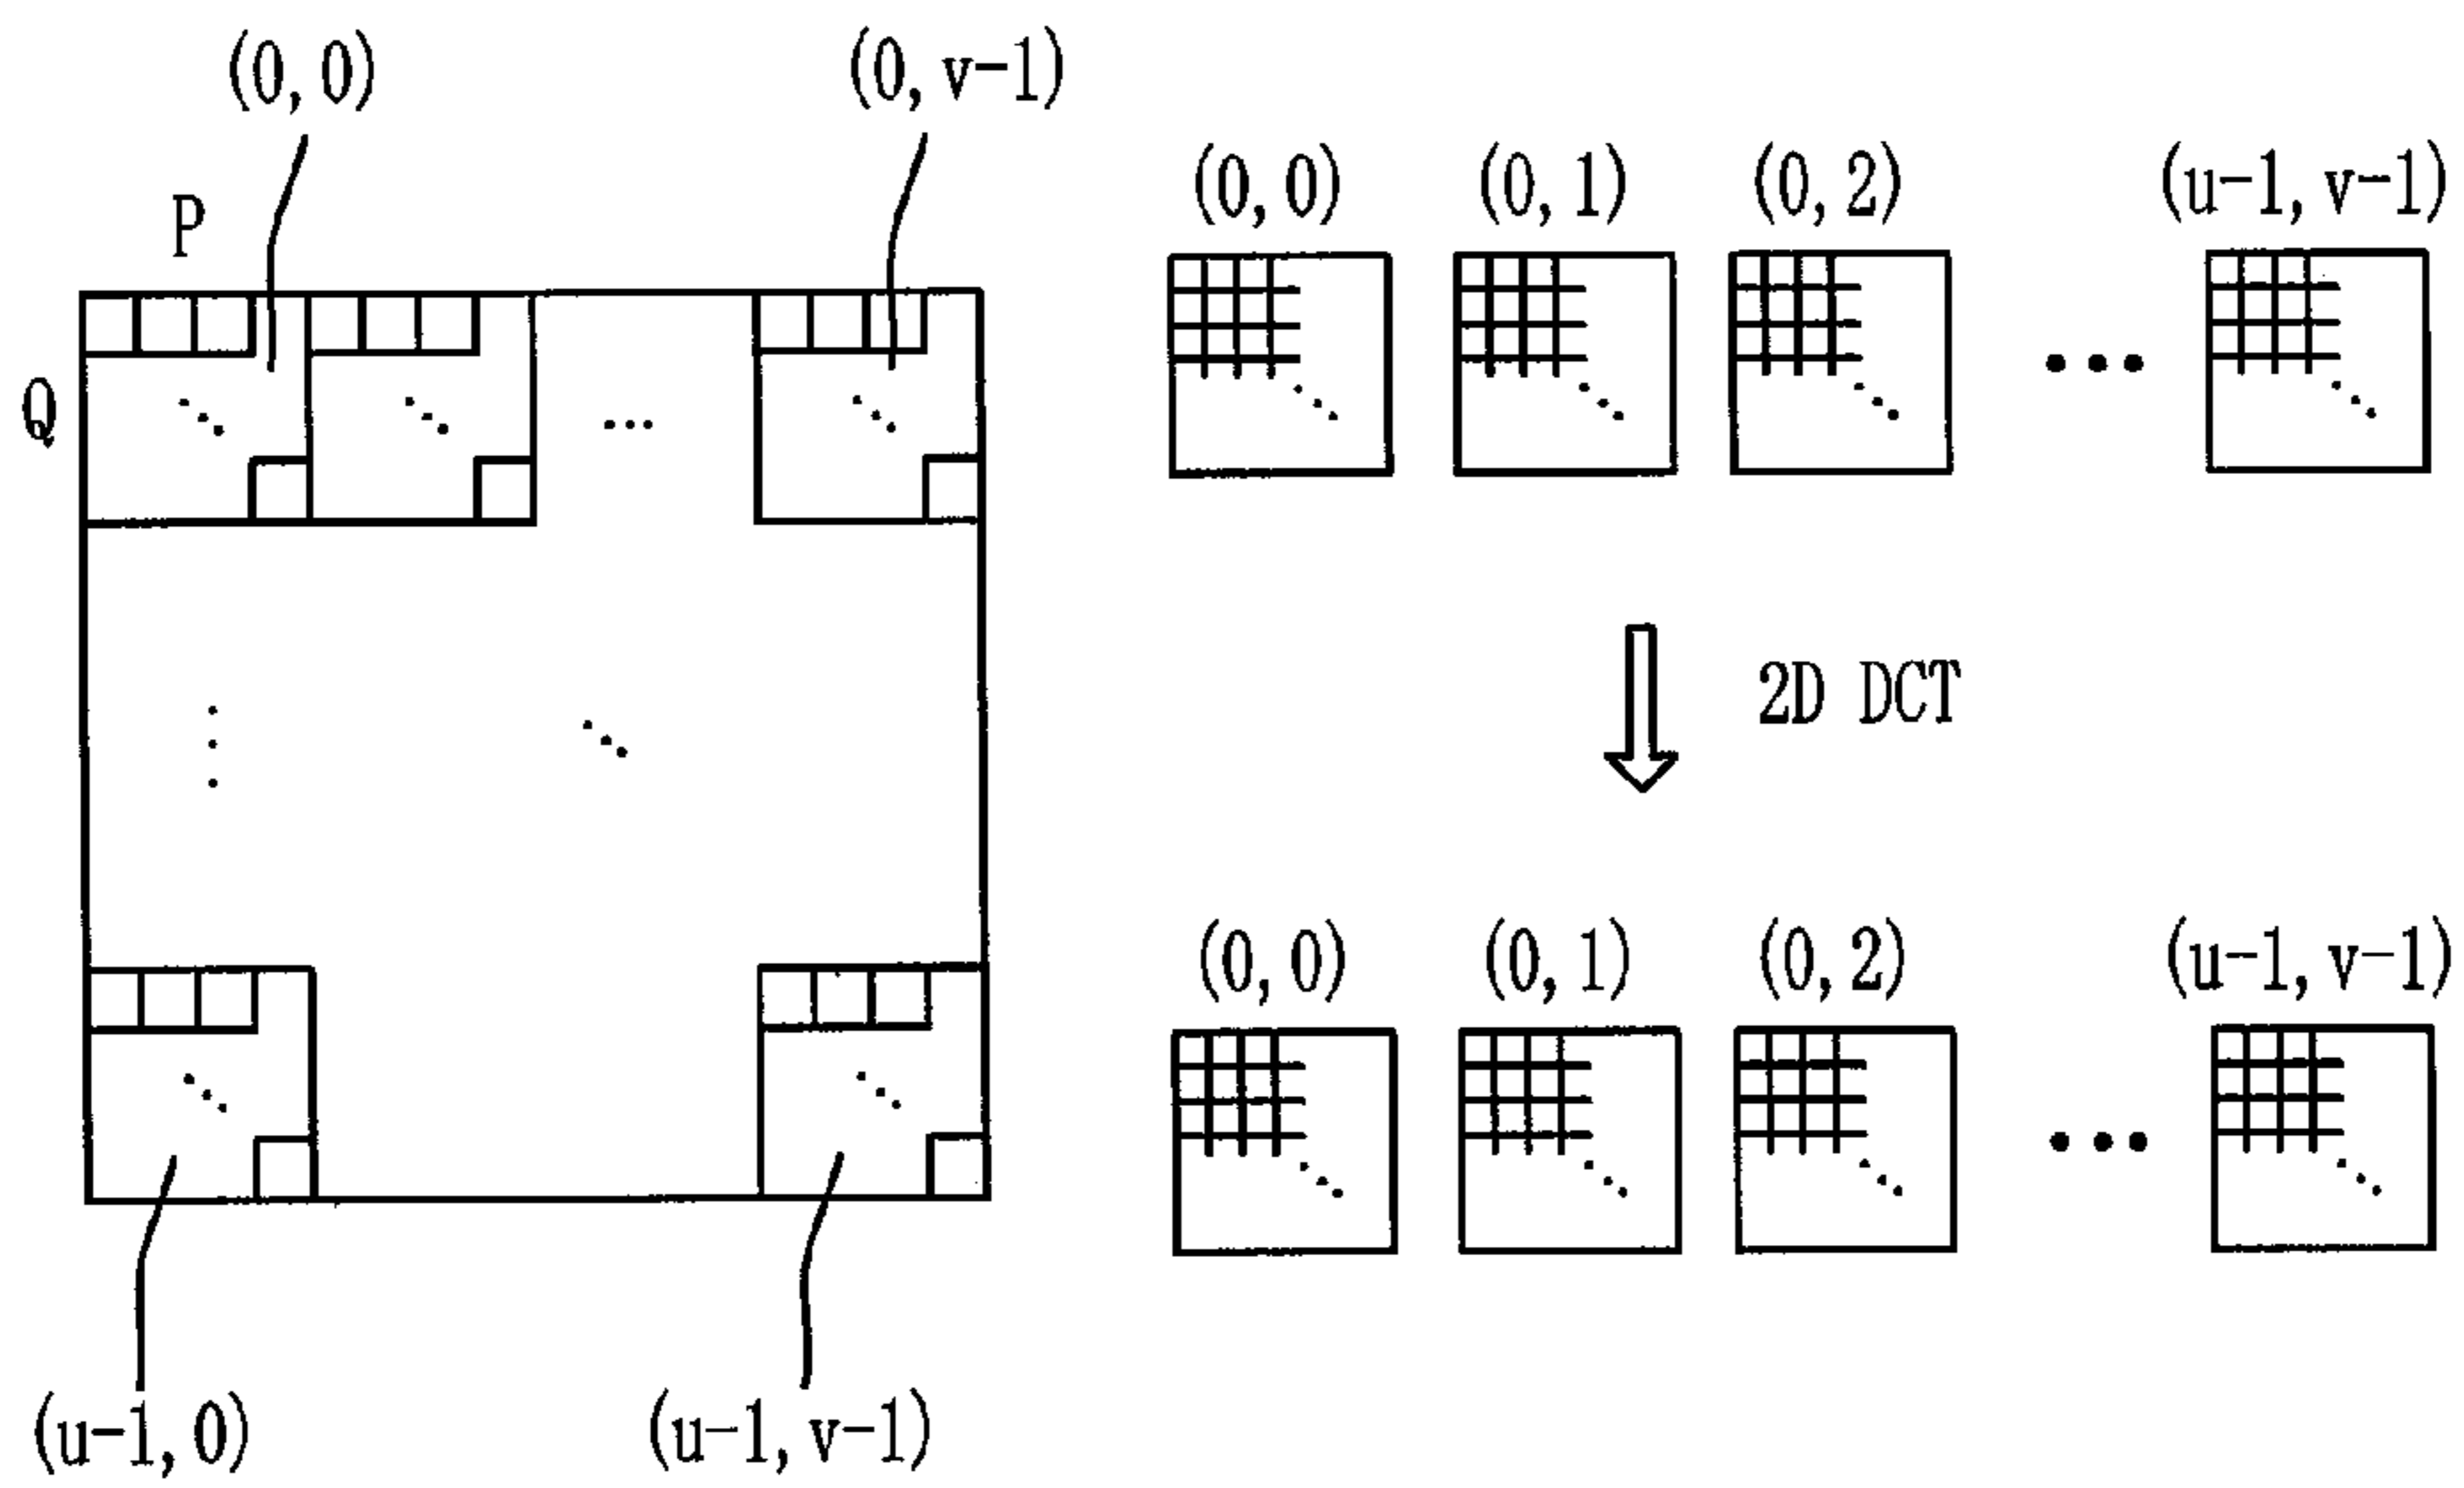 (0, 0) (0, v-1)
P
Q
(u-1, 0) (u-1, v-1)
(0, 0) (0, 1) (0, 2) (u-1, v-1)
2D DCT
(0, 0) (0, 1) (0, 2) (u-1, v-1)